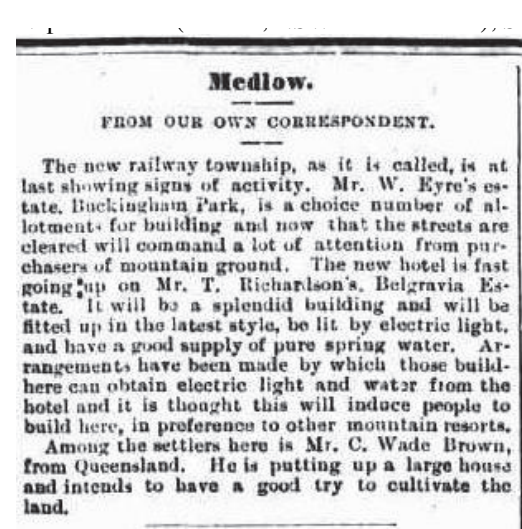 Medlow.
FROM OUR OWN CORRESPONDENT.
The new railway township, as it is called, is at
last showing signs of activity. Mr. W. Eyre's es-
tate, Buckingham Park, is a choice number of al-
lotments for building and now that the streets are
cleared will command a lot of attention from pur-
chasers of mountain ground. The new hotel is fast
going up on Mr. T. Richardson's, Belgravia Es-
tate. It will be a splendid building and will be
fitted up in the latest style, be lit by electric light,
and have a good supply of pure spring water. Ar-
rangements have been made by which those build-
here can obtain electric light and water from the
hotel and it is thought this will induce people to
build here, in preference to other mountain resorts.
Among the settlers here is Mr. C. Wade Brown,
from Queensland. He is putting up a large house
and intends to have a good try to cultivate the
land.